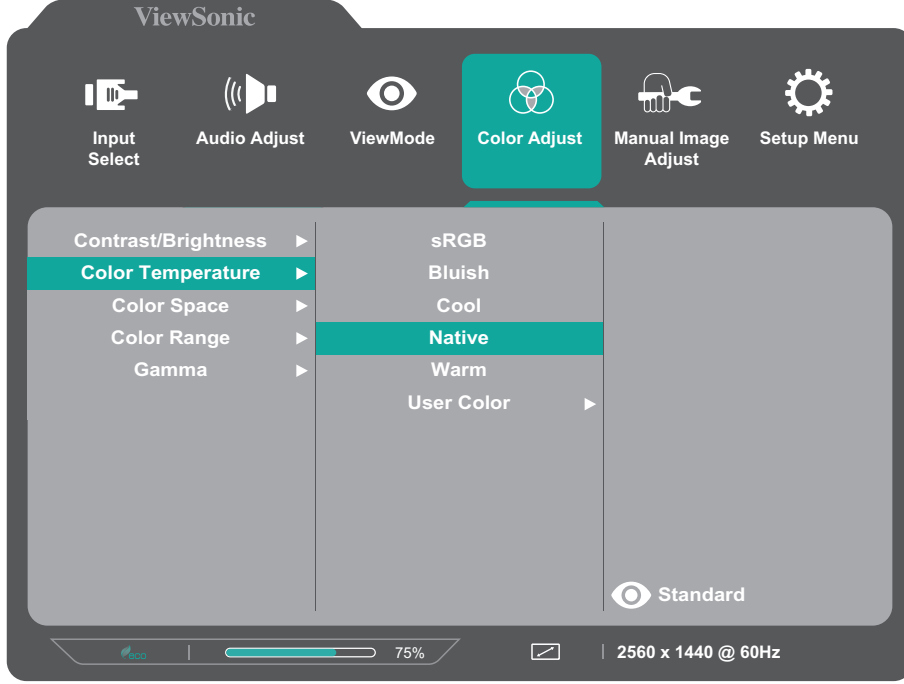 ViewSonic
Input
Select
Audio Adjust
ViewMode
Color Adjust
Manual Image
Adjust
Setup Menu
Contrast/Brightness
Color Temperature
Color Space
Color Range
Gamma
sRGB
Bluish
Cool
Native
Warm
User Color
Standard
eco
75%
2560 x 1440 @ 60Hz